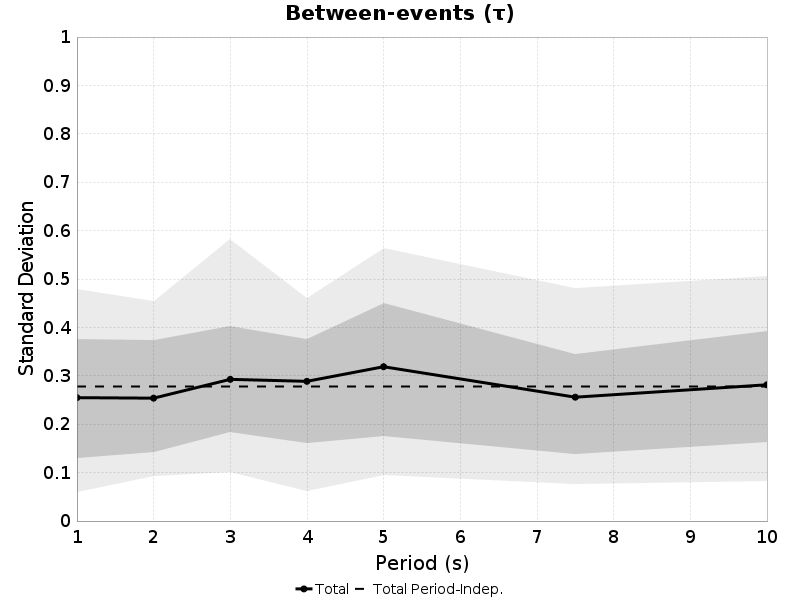 Between-events (τ)
1
0.9
0.8
0.7
0.6
0.5
0.4
0.3
0.2
0.1
0
Standard Deviation
1 2 3 4 5 6 7 8 9 10
Period (s)
Total Total Period-Indep.